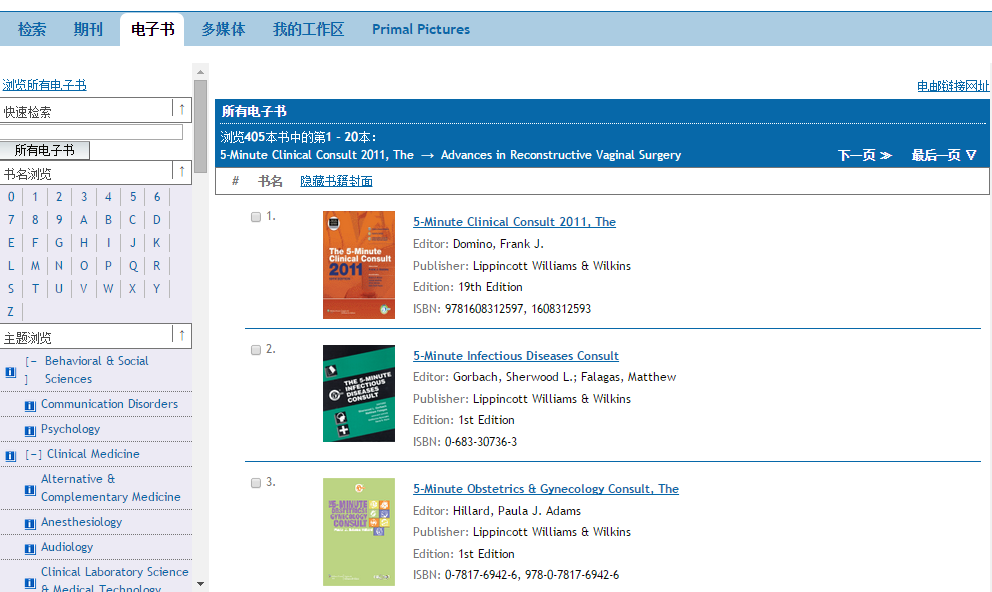 检索 期刊 电子书 多媒体 我的工作区 Primal Pictures
浏览所有电子书
快速检索 ↑
所有电子书
书名浏览 ↑
0 1 2 3 4 5 6
7 8 9 A B C D
E F G H I J K
L M N O P Q R
S T U V W X Y
Z
主题浏览 ↑
[- ] Behavioral & Social
Sciences
Communication Disorders
Psychology
[-] Clinical Medicine
Alternative &
Complementary Medicine
Anesthesiology
Audiology
Clinical Laboratory Science
& Medical Technology
电邮链接网址
所有电子书
浏览405本书中的第1 - 20本:
5-Minute Clinical Consult 2011, The → Advances in Reconstructive Vaginal Surgery 下一页 ≫ 最后一页 ∇
# 书名 隐藏书籍封面
1.
The 5-Minute
Clinical Consult
2011
5-Minute Clinical Consult 2011, The
Editor: Domino, Frank J.
Publisher: Lippincott Williams & Wilkins
Edition: 19th Edition
ISBN: 9781608312597, 1608312593
2.
THE 5-MINUTE
INFECTIOUS
DISEASES
CONSULT
5-Minute Infectious Diseases Consult
Editor: Gorbach, Sherwood L.; Falagas, Matthew
Publisher: Lippincott Williams & Wilkins
Edition: 1st Edition
ISBN: 0-683-30736-3
3.
5-MINUTE
OBSTETRICS &
GYNECOLOGY
CONSULT
5-Minute Obstetrics & Gynecology Consult, The
Editor: Hillard, Paula J. Adams
Publisher: Lippincott Williams & Wilkins
Edition: 1st Edition
ISBN: 0-7817-6942-6, 978-0-7817-6942-6